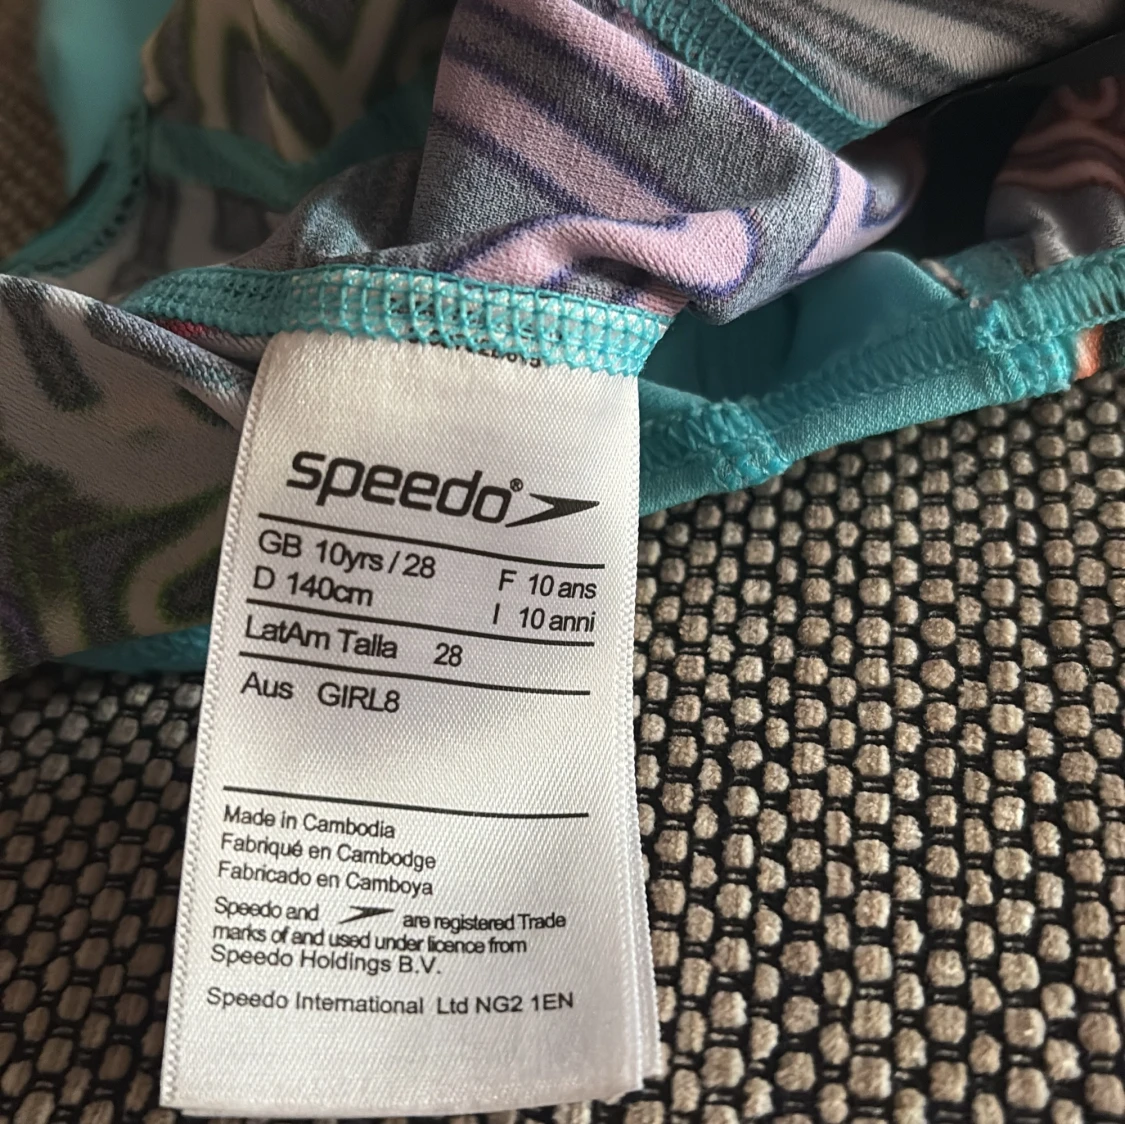 speedo®
GB 10yrs / 28 F 10 ans
D 140cm I 10 anni
LatAm Talla 28
Aus GIRL8
Made in Cambodia
Fabriqué en Cambodge
Fabricado en Camboya
Speedo and are registered Trade
marks of and used under licence from
Speedo Holdings B.V.
Speedo International Ltd NG2 1EN